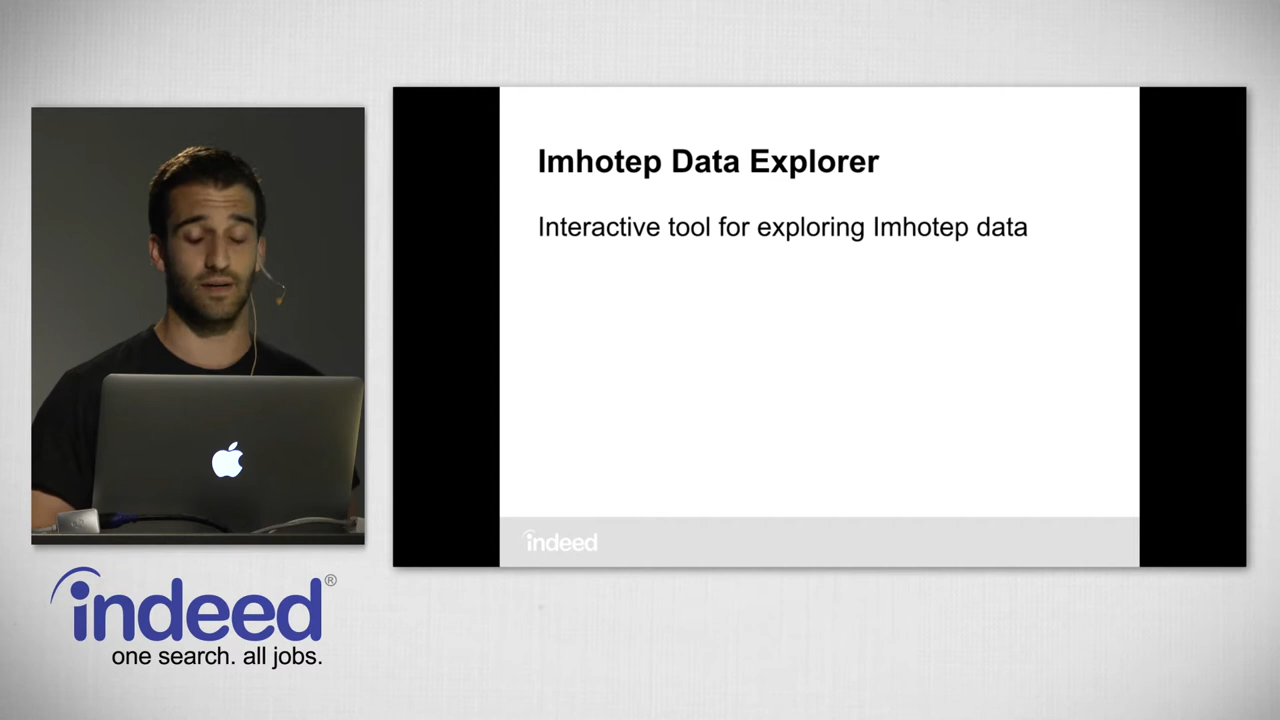 Imhotep Data Explorer
Interactive tool for exploring Imhotep data
indeed
indeed®
one search. all jobs.